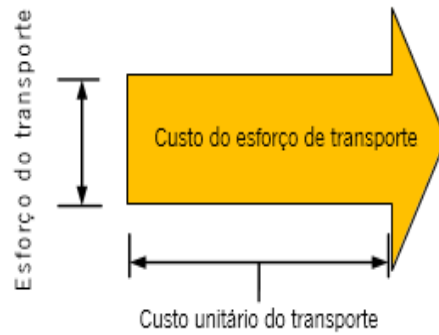 Esforço do transporte
Custo do esforço de transporte
Custo unitário do transporte